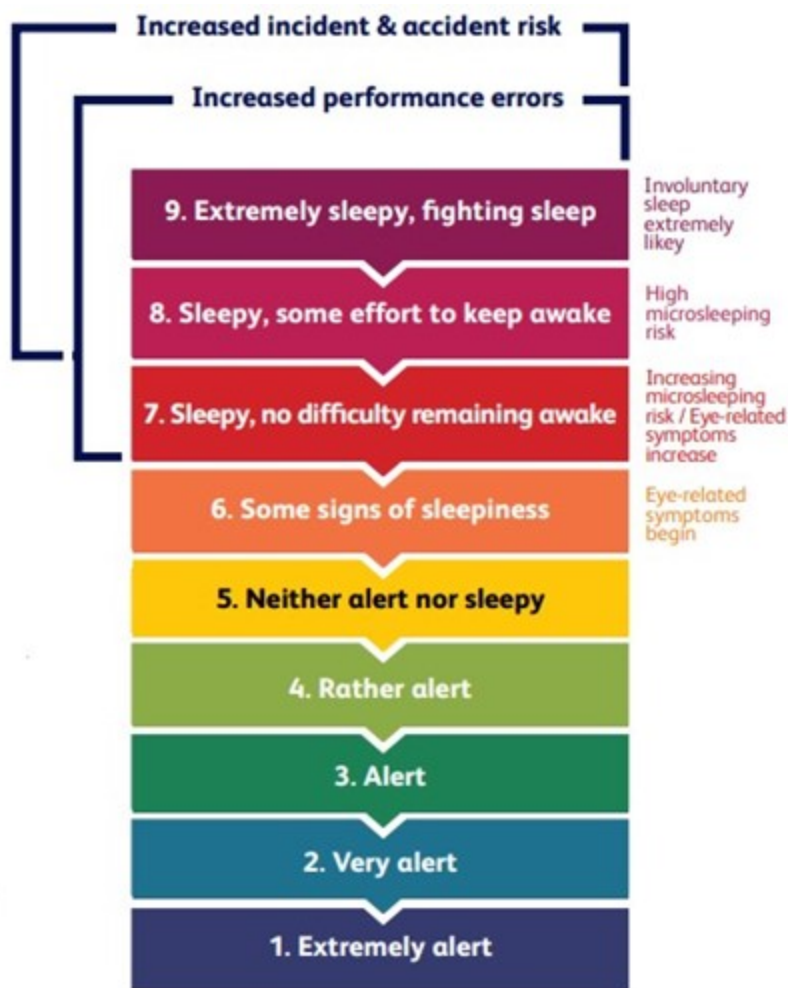 Increased incident & accident risk
Increased performance errors
9. Extremely sleepy, fighting sleep
Involuntary
sleep
extremely
likey
8. Sleepy, some effort to keep awake
High
microsleeping
risk
7. Sleepy, no difficulty remaining awake
Increasing
microsleeping
risk / Eye-related
symptoms
increase
6. Some signs of sleepiness
Eye-related
symptoms
begin
5. Neither alert nor sleepy
4. Rather alert
3. Alert
2. Very alert
1. Extremely alert